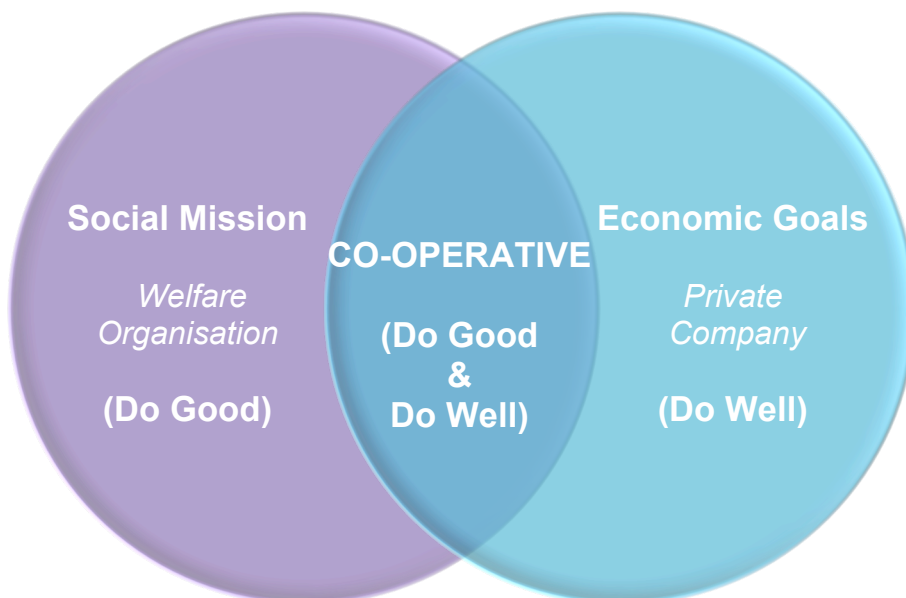 Social Mission
Welfare
Organisation
(Do Good)
CO-OPERATIVE
(Do Good
&
Do Well)
Economic Goals
Private
Company
(Do Well)